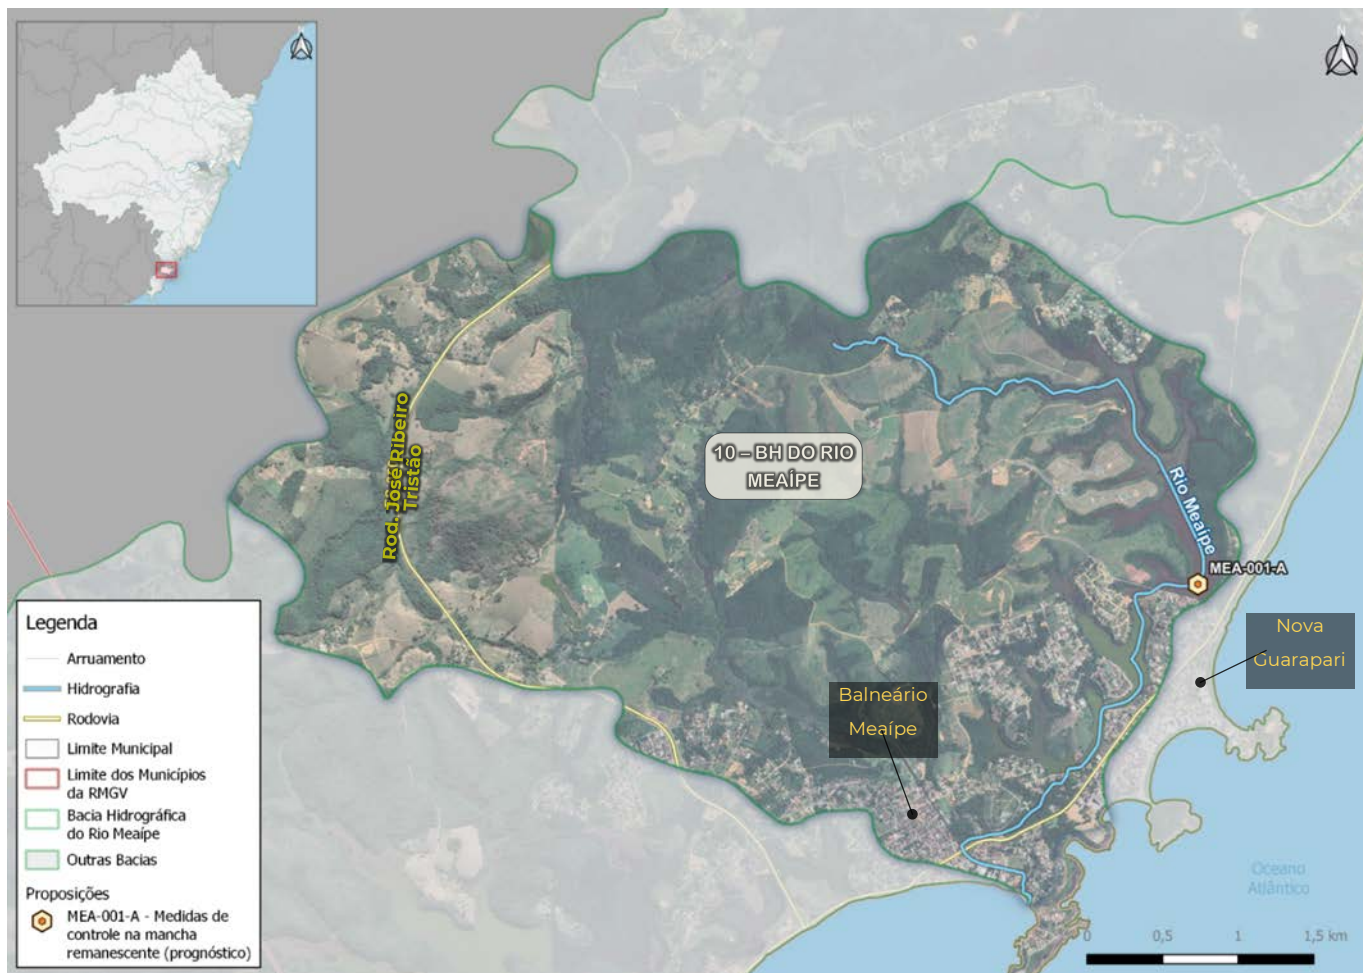 N
N
10 – BH DO RIO
MEAÍPE
Rod. José Ribeiro
Tristão
Rio Meaípe
MEA-001-A
Nova
Guarapari
Balneário
Meaípe
Oceano
Atlântico
0 0,5 1 1,5 km
Legenda
Arruamento
Hidrografia
Rodovia
Limite Municipal
Limite dos Municípios
da RMGV
Bacia Hidrográfica
do Rio Meaípe
Outras Bacias
Proposições
MEA-001-A - Medidas de
controle na mancha
remanescente (prognóstico)